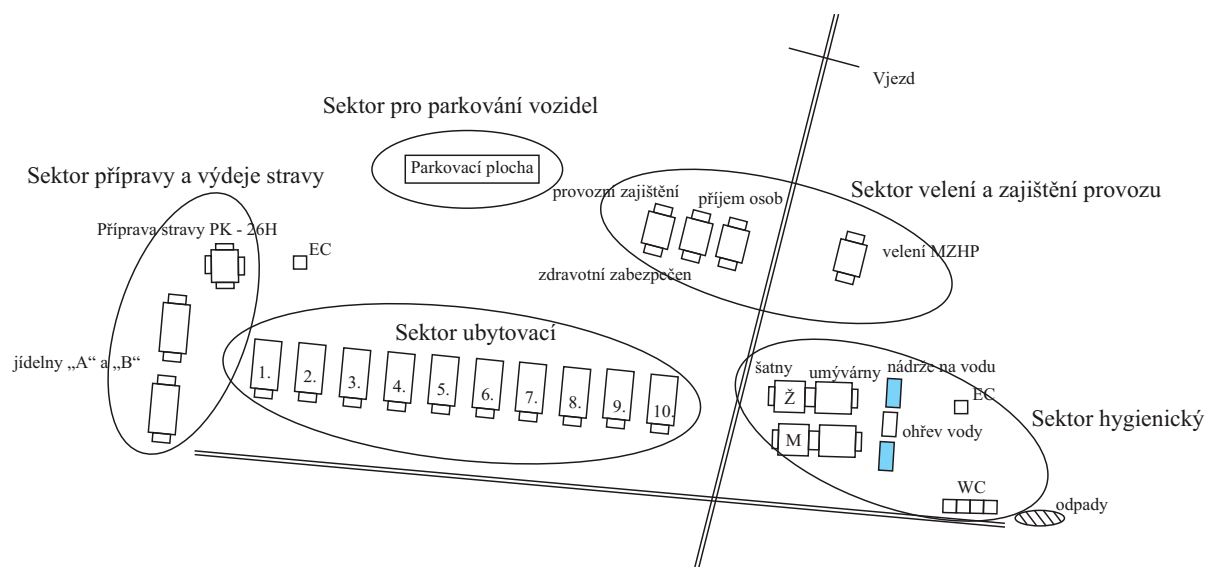 Vjezd
Sektor pro parkování vozidel
Parkovací plocha
Sektor přípravy a výdeje stravy
Příprava stravy PK - 26H
EC
jídelny „A“ a „B“
provozní zajištění
příjem osob
Sektor velení a zajištění provozu
velení MZHP
zdravotní zabezpečen
Sektor ubytovací
1.
2.
3.
4.
5.
6.
7.
8.
9.
10.
šatny
umývárny
nádrže na vodu
Ž
EC
Sektor hygienický
M
ohřev vody
WC
odpady